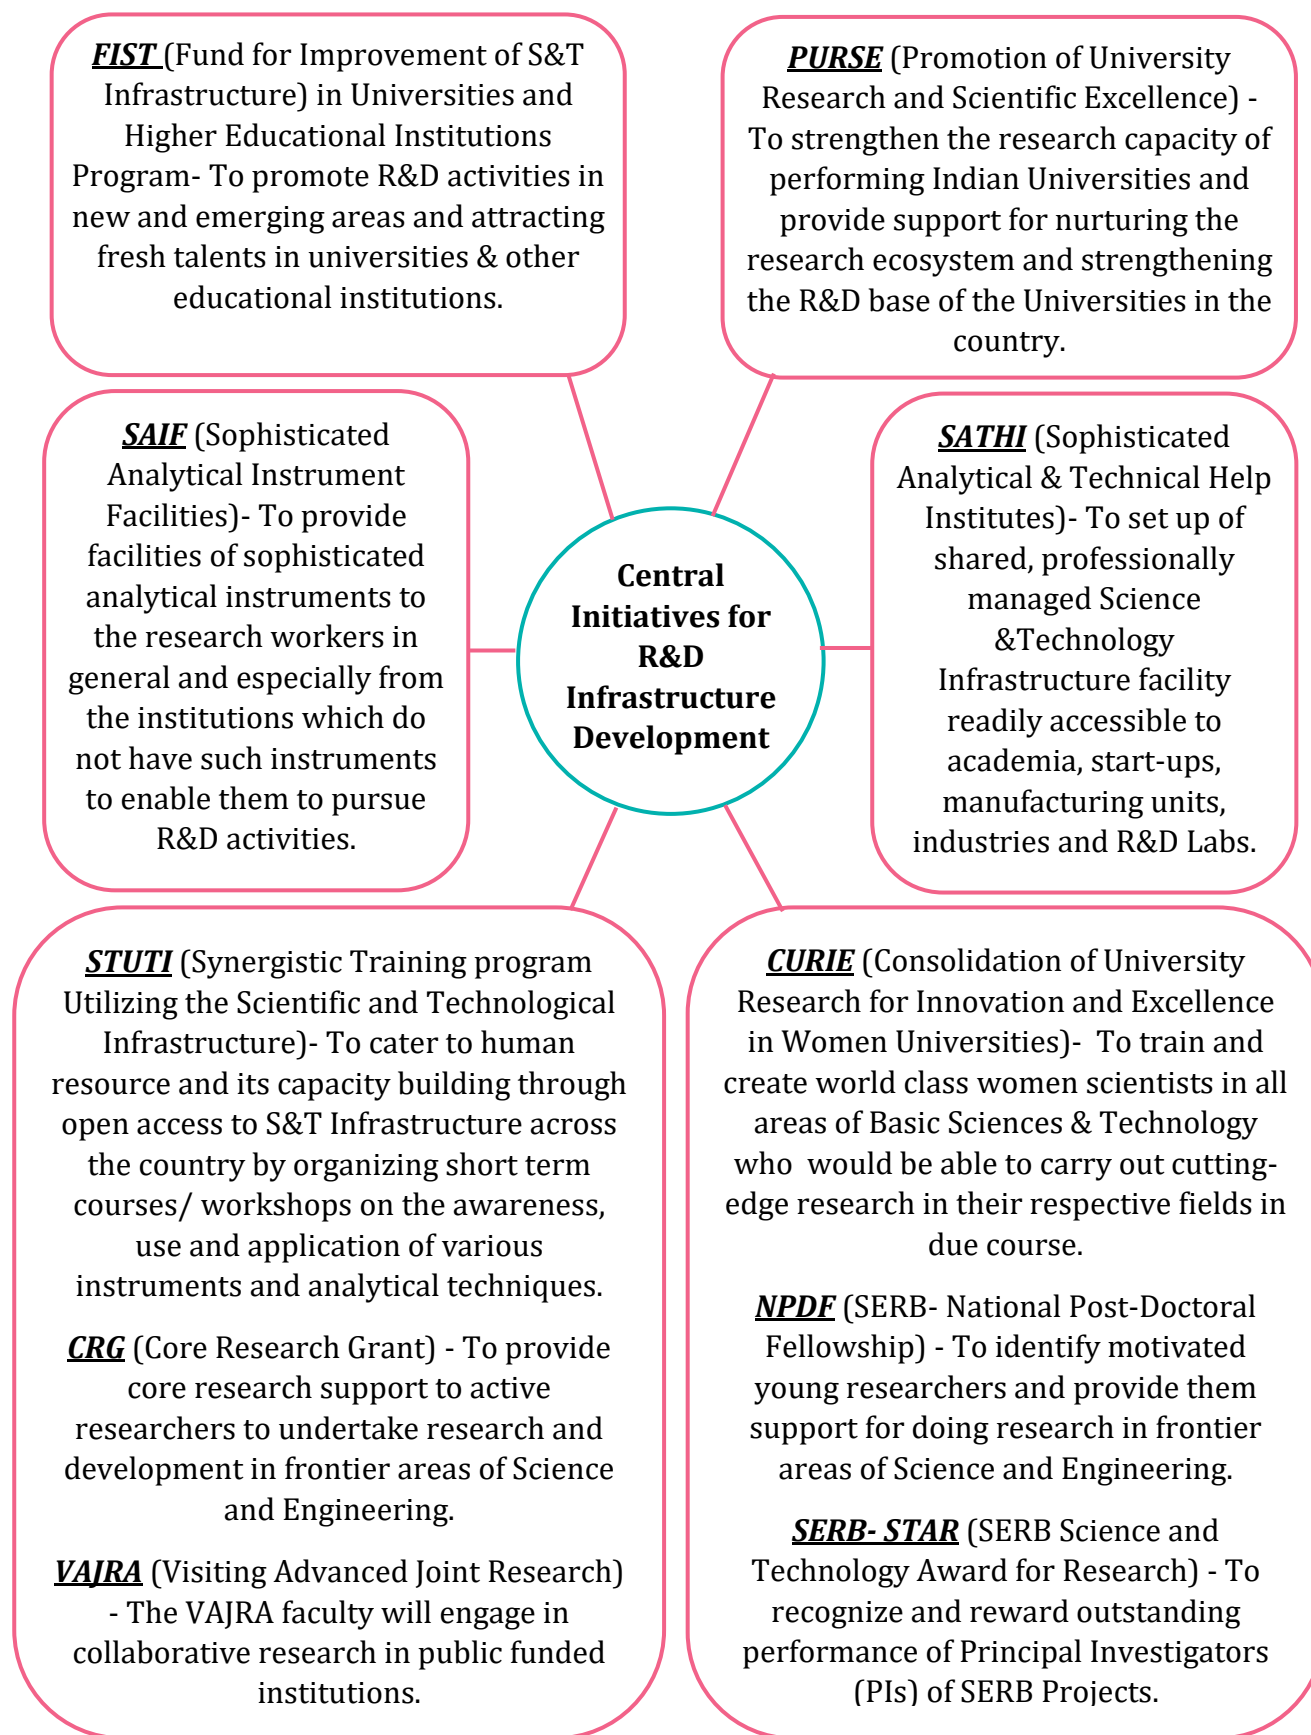 FIST (Fund for Improvement of S&T
Infrastructure) in Universities and
Higher Educational Institutions
Program- To promote R&D activities in
new and emerging areas and attracting
fresh talents in universities & other
educational institutions.
PURSE (Promotion of University
Research and Scientific Excellence) -
To strengthen the research capacity of
performing Indian Universities and
provide support for nurturing the
research ecosystem and strengthening
the R&D base of the Universities in the
country.
SAIF (Sophisticated
Analytical Instrument
Facilities)- To provide
facilities of sophisticated
analytical instruments to
the research workers in
general and especially from
the institutions which do
not have such instruments
to enable them to pursue
R&D activities.
Central
Initiatives for
R&D
Infrastructure
Development
SATHI (Sophisticated
Analytical & Technical Help
Institutes)- To set up of
shared, professionally
managed Science
&Technology
Infrastructure facility
readily accessible to
academia, start-ups,
manufacturing units,
industries and R&D Labs.
STUTI (Synergistic Training program
Utilizing the Scientific and Technological
Infrastructure)- To cater to human
resource and its capacity building through
open access to S&T Infrastructure across
the country by organizing short term
courses/ workshops on the awareness,
use and application of various
instruments and analytical techniques.
CRG (Core Research Grant) - To provide
core research support to active
researchers to undertake research and
development in frontier areas of Science
and Engineering.
VAJRA (Visiting Advanced Joint Research)
- The VAJRA faculty will engage in
collaborative research in public funded
institutions.
CURIE (Consolidation of University
Research for Innovation and Excellence
in Women Universities)- To train and
create world class women scientists in all
areas of Basic Sciences & Technology
who would be able to carry out cutting-
edge research in their respective fields in
due course.
NPDF (SERB- National Post-Doctoral
Fellowship) - To identify motivated
young researchers and provide them
support for doing research in frontier
areas of Science and Engineering.
SERB- STAR (SERB Science and
Technology Award for Research) - To
recognize and reward outstanding
performance of Principal Investigators
(PIs) of SERB Projects.